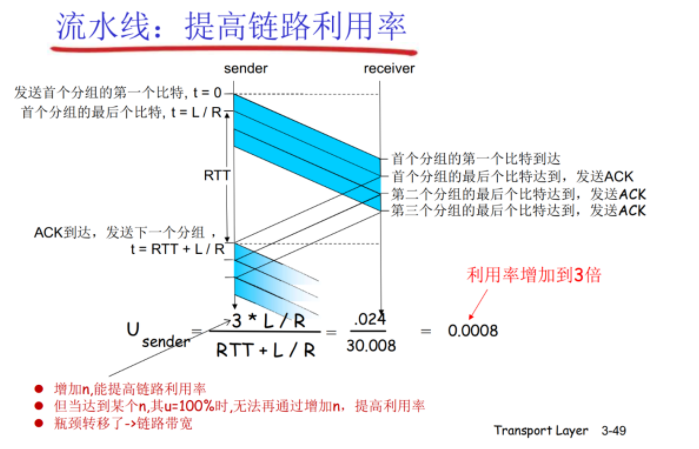 流水线：提高链路利用率
sender
receiver
发送首个分组的第一个比特, t = 0
首个分组的最后个比特, t = L / R
RTT
首个分组的第一个比特到达
首个分组的最后个比特达到，发送ACK
第二个分组的最后个比特达到，发送ACK
第三个分组的最后个比特达到，发送ACK
ACK到达，发送下一个分组 ，
t = RTT + L / R
利用率增加到3倍
U sender = 3 * L / R / RTT + L / R = .024 / 30.008 = 0.0008
增加n,能提高链路利用率
但当达到某个n,其u=100%时,无法再通过增加n，提高利用率
瓶颈转移了->链路带宽
Transport Layer 3-49